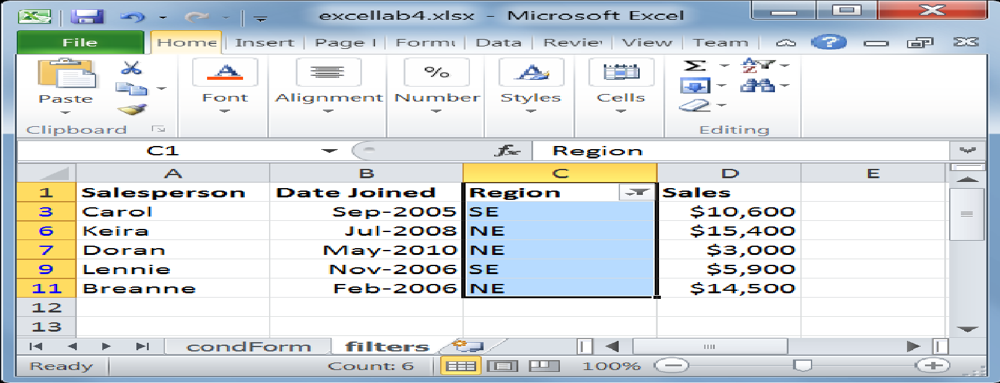 excellab4.xlsx - Microsoft Excel
File Home Insert Page l Formu Data Review View Team
Paste Font Alignment Number Styles Cells
Clipboard Editing
C1 fx Region
A B C D E
1 Salesperson Date Joined Region Sales
3 Carol Sep-2005 SE $10,600
6 Keira Jul-2008 NE $15,400
7 Doran May-2010 NE $3,000
9 Lennie Nov-2006 SE $5,900
11 Breanne Feb-2006 NE $14,500
12
13
condForm filters
Ready Count: 6 100%